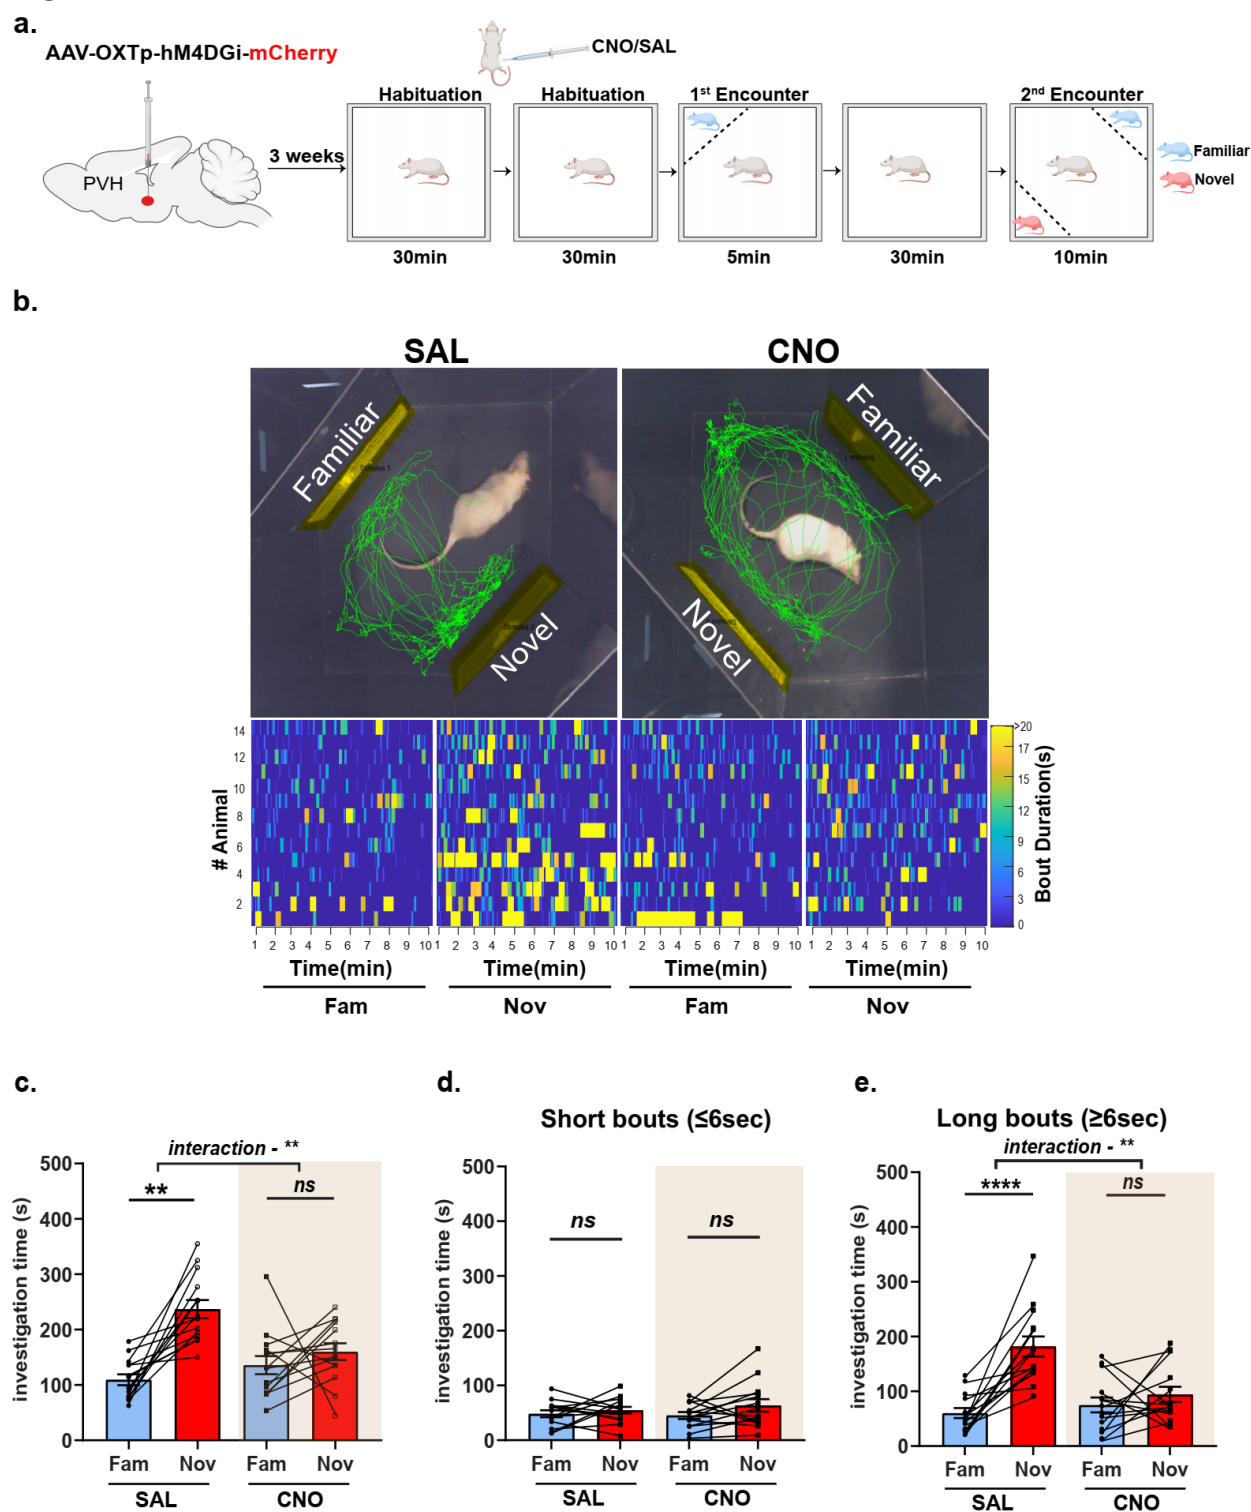 a.
AAV-OXTp-hM4DGi-mCherry
CNO/SAL
Habituation
Habituation
1st Encounter
2nd Encounter
3 weeks
PVH
Familiar
Novel
30min
30min
5min
30min
10min
b.
SAL
CNO
Familiar
Stimulus 1
Novel
Familiar
Novel
# Animal
14
12
10
8
6
4
2
>20
17
15
12
9
6
3
0
Bout Duration(s)
1 2 3 4 5 6 7 8 9 10
1 2 3 4 5 6 7 8 9 10
1 2 3 4 5 6 7 8 9 10
1 2 3 4 5 6 7 8 9 10
Time(min)
Time(min)
Time(min)
Time(min)
Fam
Nov
Fam
Nov
c.
interaction - **
**
ns
investigation time (s)
500
400
300
200
100
0
Fam Nov Fam Nov
SAL CNO
d.
Short bouts (≤6sec)
ns
ns
investigation time (s)
500
400
300
200
100
0
Fam Nov Fam Nov
SAL CNO
e.
Long bouts (≥6sec)
interaction - **
****
ns
investigation time (s)
500
400
300
200
100
0
Fam Nov Fam Nov
SAL CNO